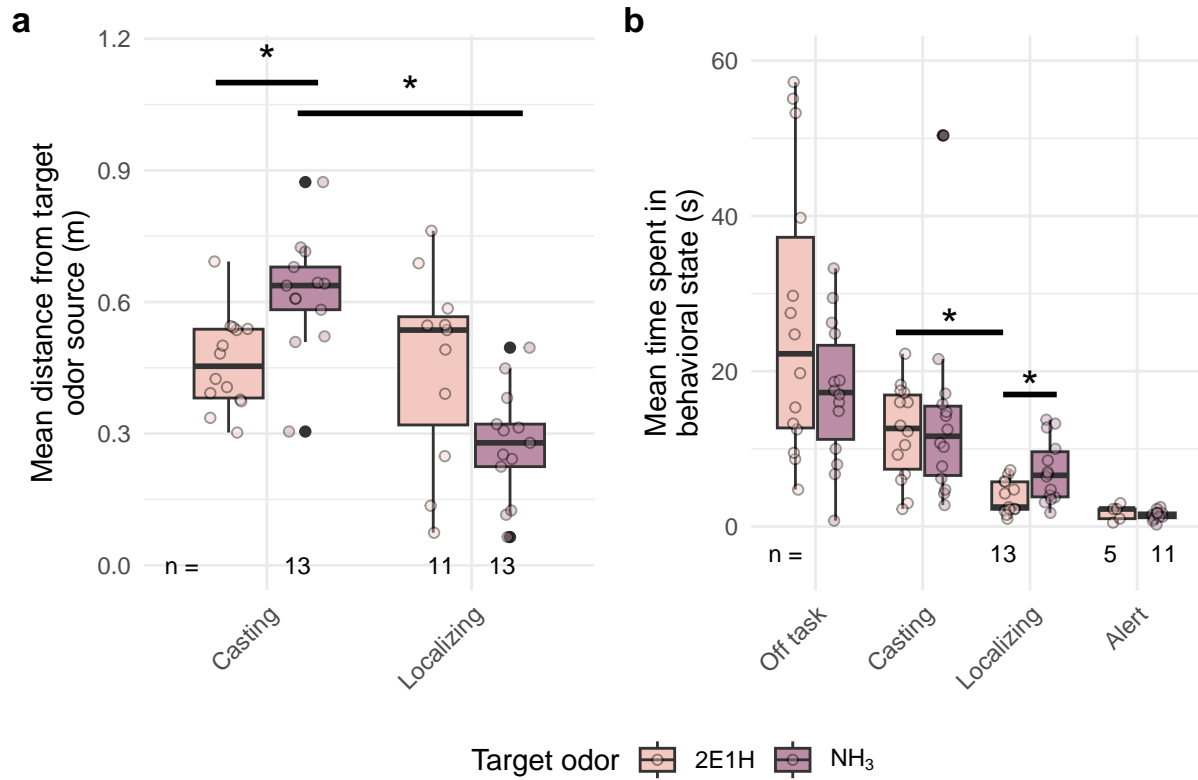 a
1.2
0.9
0.6
0.3
0.0
Mean distance from target
odor source (m)
*
*
n =
13
11
13
Casting
Localizing
b
60
40
20
0
Mean time spent in
behavioral state (s)
*
*
n =
13
5
11
Off task
Casting
Localizing
Alert
Target odor
2E1H
NH₃